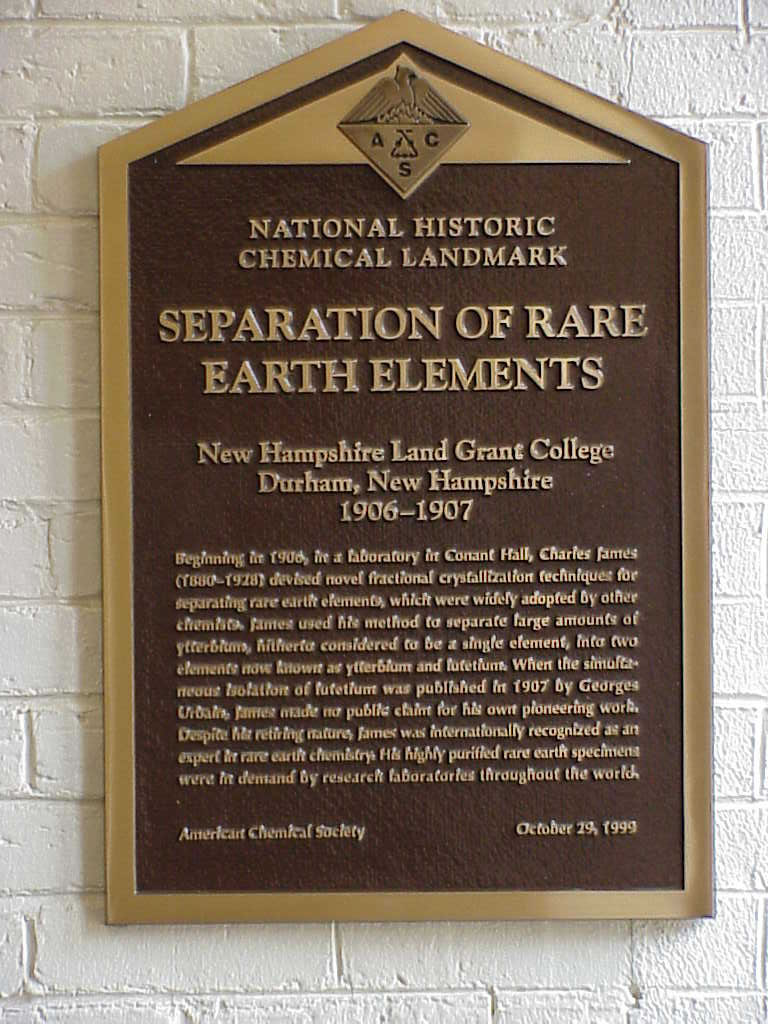 A C
S
NATIONAL HISTORIC
CHEMICAL LANDMARK
SEPARATION OF RARE
EARTH ELEMENTS
New Hampshire Land Grant College
Durham, New Hampshire
1906–1907
Beginning in 1906, in a laboratory in Conant Hall, Charles James
(1880–1928) devised novel fractional crystallization techniques for
separating rare earth elements, which were widely adopted by other
chemists. James used his method to separate large amounts of
ytterbium, hitherto considered to be a single element, into two
elements now known as ytterbium and lutetium. When the simulta-
neous isolation of lutetium was published in 1907 by Georges
Urbain, James made no public claim for his own pioneering work.
Despite his retiring nature, James was internationally recognized as an
expert in rare earth chemistry. His highly purified rare earth specimens
were in demand by research laboratories throughout the world.
American Chemical Society October 29, 1999